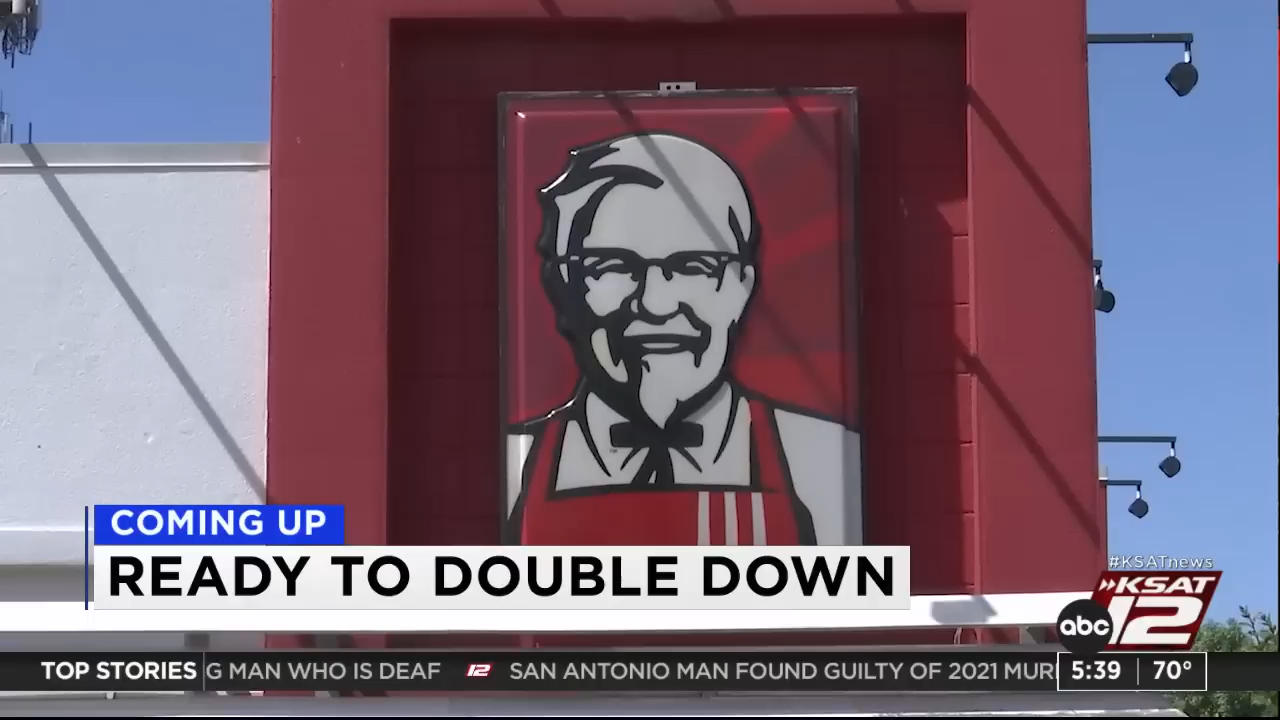 COMING UP
READY TO DOUBLE DOWN
#KSATnews
KSAT
abc 12
TOP STORIES G MAN WHO IS DEAF 12 SAN ANTONIO MAN FOUND GUILTY OF 2021 MUR 5:39 70°